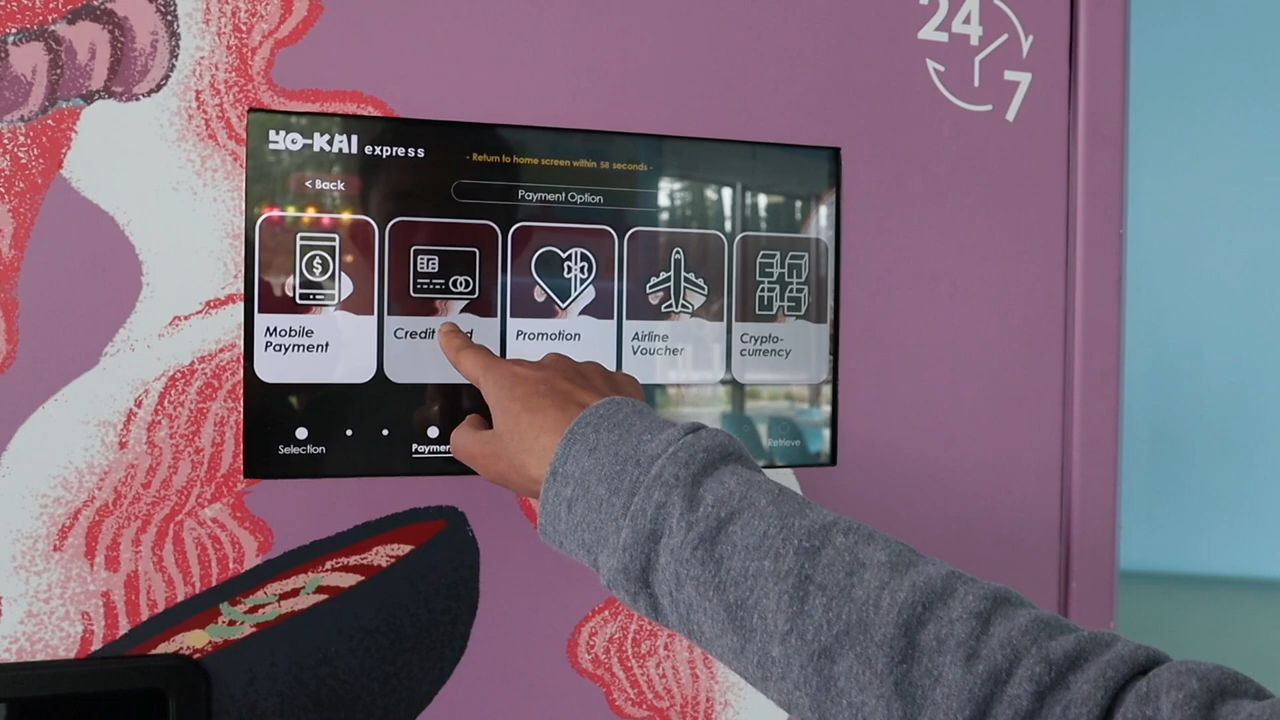 24
7
YO-KAI express
- Return to home screen within 58 seconds -
< Back
Payment Option
Mobile
Payment
Credit
Promotion
Airline
Voucher
Crypto-
currency
Selection
Retrieve